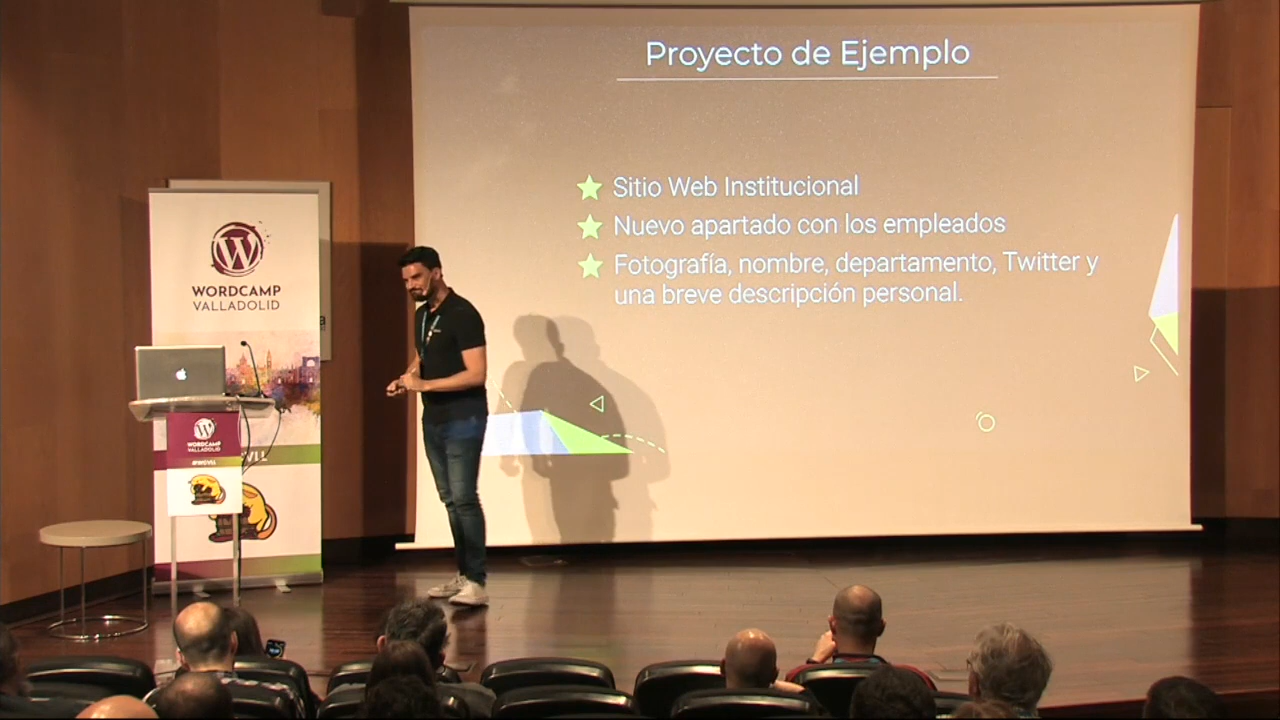 Proyecto de Ejemplo
Sitio Web Institucional
Nuevo apartado con los empleados
Fotografía, nombre, departamento, Twitter y
una breve descripción personal.
WORDCAMP
VALLADOLID
WORDCAMP
VALLADOLID
#WCVLL